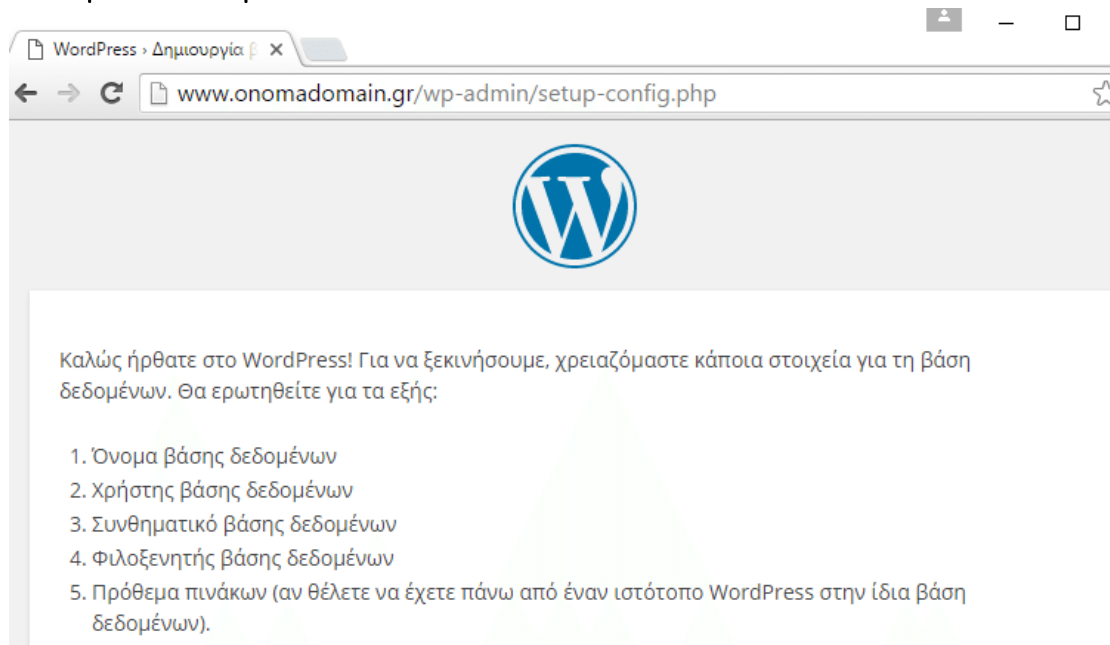 WordPress › Δημιουργία β
www.onomadomain.gr/wp-admin/setup-config.php
Καλώς ήρθατε στο WordPress! Για να ξεκινήσουμε, χρειαζόμαστε κάποια στοιχεία για τη βάση
δεδομένων. Θα ερωτηθείτε για τα εξής:
1. Όνομα βάσης δεδομένων
2. Χρήστης βάσης δεδομένων
3. Συνθηματικό βάσης δεδομένων
4. Φιλοξενητής βάσης δεδομένων
5. Πρόθεμα πινάκων (αν θέλετε να έχετε πάνω από έναν ιστότοπο WordPress στην ίδια βάση
δεδομένων).